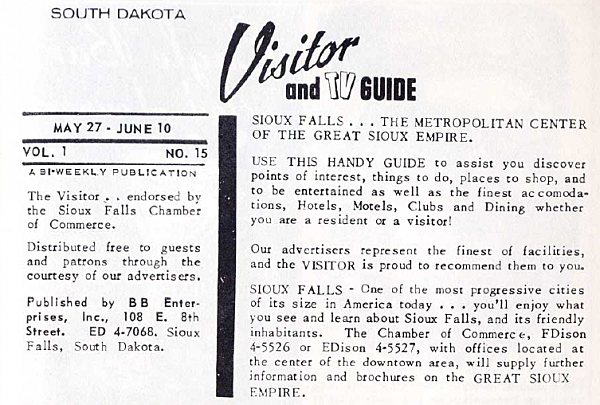 SOUTH DAKOTA
Visitor
and TV GUIDE
MAY 27 - JUNE 10
VOL. 1 NO. 15
A BI-WEEKLY PUBLICATION
The Visitor . . endorsed by
the Sioux Falls Chamber
of Commerce.
Distributed free to guests
and patrons through the
courtesy of our advertisers.
Published by B B Enter-
prises, Inc., 108 E. 8th
Street. ED 4-7068. Sioux
Falls, South Dakota.
SIOUX FALLS . . . THE METROPOLITAN CENTER
OF THE GREAT SIOUX EMPIRE.
USE THIS HANDY GUIDE to assist you discover
points of interest, things to do, places to shop, and
to be entertained as well as the finest accomoda-
tions, Hotels, Motels, Clubs and Dining whether
you are a resident or a visitor!
Our advertisers represent the finest of facilities,
and the VISITOR is proud to recommend them to you.
SIOUX FALLS - One of the most progressive cities
of its size in America today . . . you'll enjoy what
you see and learn about Sioux Falls, and its friendly
inhabitants. The Chamber of Commerce, FDison
4-5526 or EDison 4-5527, with offices located at
the center of the downtown area, will supply further
information and brochures on the GREAT SIOUX
EMPIRE.